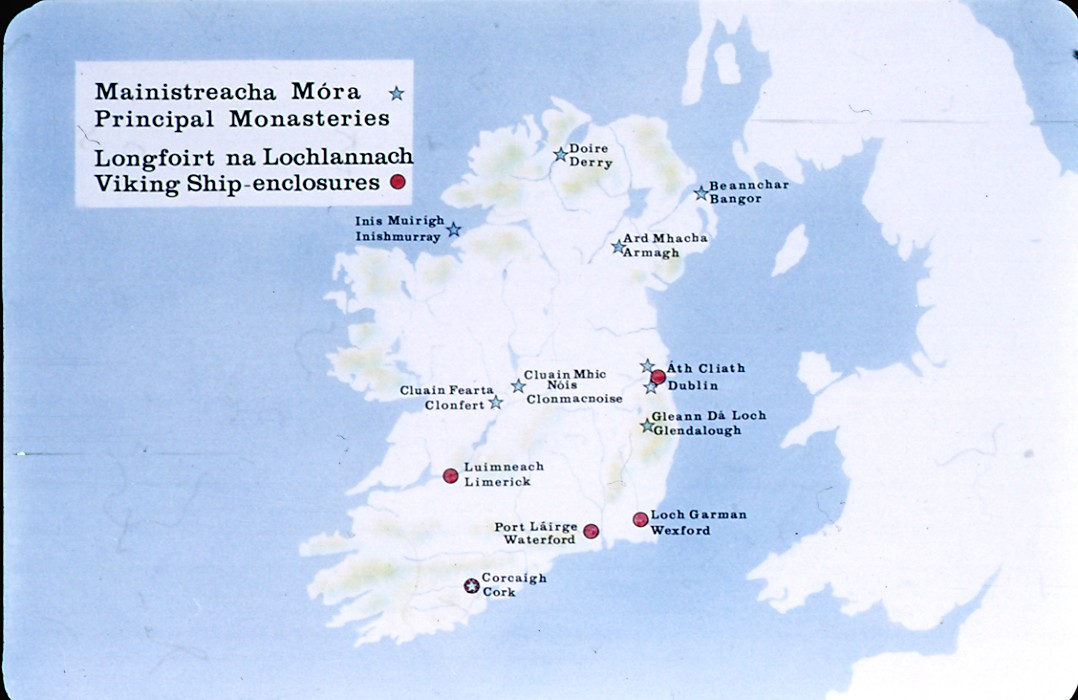 Mainistreacha Móra
Principal Monasteries
Longfoirt na Lochlannach
Viking Ship-enclosures
Doire
Derry
Beannchar
Bangor
Inis Muirigh
Inishmurray
Ard Mhacha
Armagh
Áth Cliath
Dublin
Cluain Mhic
Nòis
Clonmacnoise
Cluain Fearta
Clonfert
Gleann Dá Loch
Glendalough
Luimneach
Limerick
Loch Garman
Wexford
Port Láirge
Waterford
Corcaigh
Cork